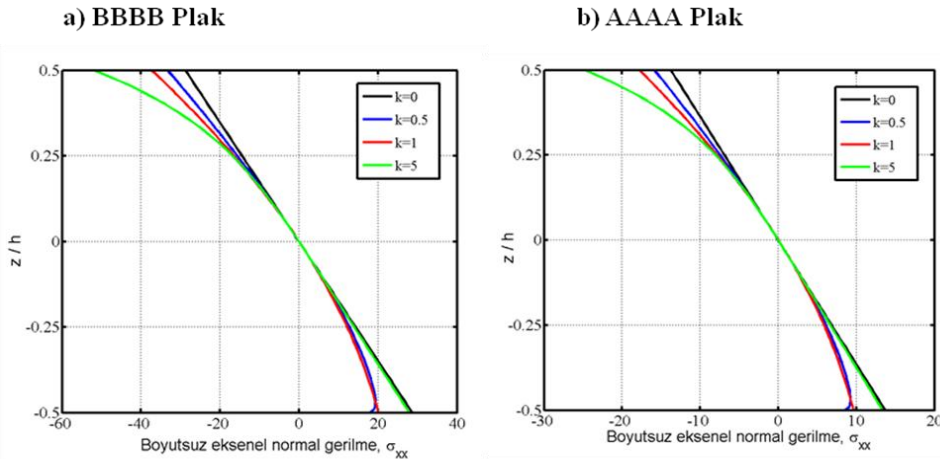 a) BBBB Plak
0.5
0.25
0
-0.25
-0.5
z / h
-60
-40
-20
0
20
40
k=0
k=0.5
k=1
k=5
Boyutsuz eksenel normal gerilme, σxx
b) AAAA Plak
0.5
0.25
0
-0.25
-0.5
z / h
-30
-20
-10
0
10
20
k=0
k=0.5
k=1
k=5
Boyutsuz eksenel normal gerilme, σxx